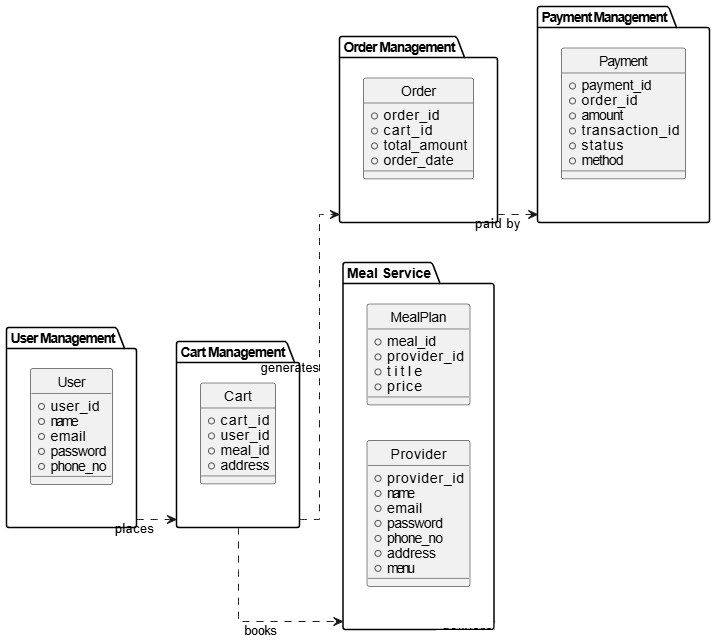 Payment Management
Payment
payment_id
order_id
amount
transaction_id
status
method
Order Management
Order
order_id
cart_id
total_amount
order_date
paid by
Meal Service
MealPlan
meal_id
provider_id
title
price
Provider
provider_id
name
email
password
phone_no
address
menu
User Management
User
user_id
name
email
password
phone_no
places
Cart Management
generates
Cart
cart_id
user_id
meal_id
address
books